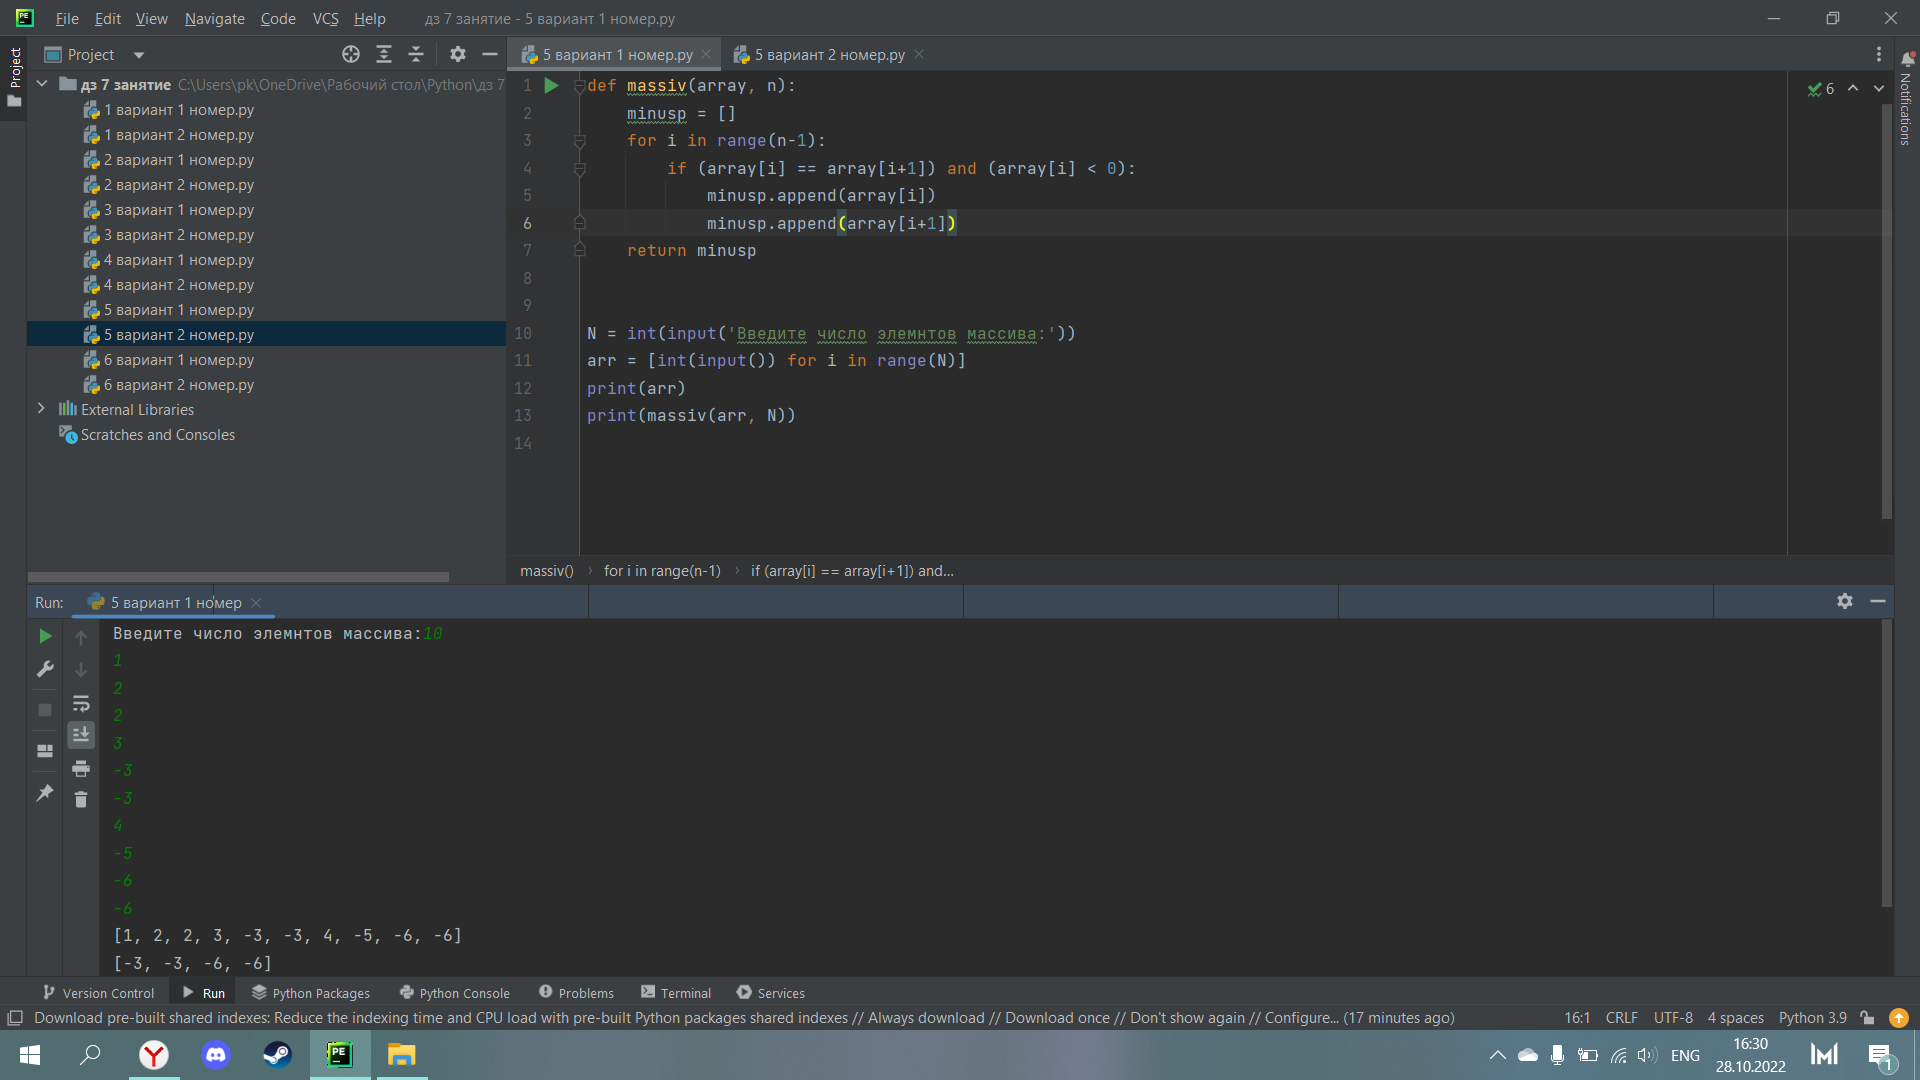 File Edit View Navigate Code VCS Help дз 7 занятие - 5 вариант 1 номер.py
Project
Project
дз 7 занятие C:\Users\pk\OneDrive\Рабочий стол\Python\дз 7
1 вариант 1 номер.py
1 вариант 2 номер.py
2 вариант 1 номер.py
2 вариант 2 номер.py
3 вариант 1 номер.py
3 вариант 2 номер.py
4 вариант 1 номер.py
4 вариант 2 номер.py
5 вариант 1 номер.py
5 вариант 2 номер.py
6 вариант 1 номер.py
6 вариант 2 номер.py
External Libraries
Scratches and Consoles
5 вариант 1 номер.py 5 вариант 2 номер.py
6
Notifications
1 def massiv(array, n):
2 minusp = []
3 for i in range(n-1):
4 if (array[i] == array[i+1]) and (array[i] < 0):
5 minusp.append(array[i])
6 minusp.append(array[i+1])
7 return minusp
8
9
10 N = int(input('Введите число элемнтов массива:'))
11 arr = [int(input()) for i in range(N)]
12 print(arr)
13 print(massiv(arr, N))
14
massiv() › for i in range(n-1) › if (array[i] == array[i+1]) and...
Run: 5 вариант 1 номер
Введите число элемнтов массива:10
1
2
2
3
-3
-3
4
-5
-6
-6
[1, 2, 2, 3, -3, -3, 4, -5, -6, -6]
[-3, -3, -6, -6]
Version Control Run Python Packages Python Console Problems Terminal Services
Download pre-built shared indexes: Reduce the indexing time and CPU load with pre-built Python packages shared indexes // Always download // Download once // Don't show again // Configure... (17 minutes ago) 16:1 CRLF UTF-8 4 spaces Python 3.9
PE
ENG
16:30
28.10.2022
1